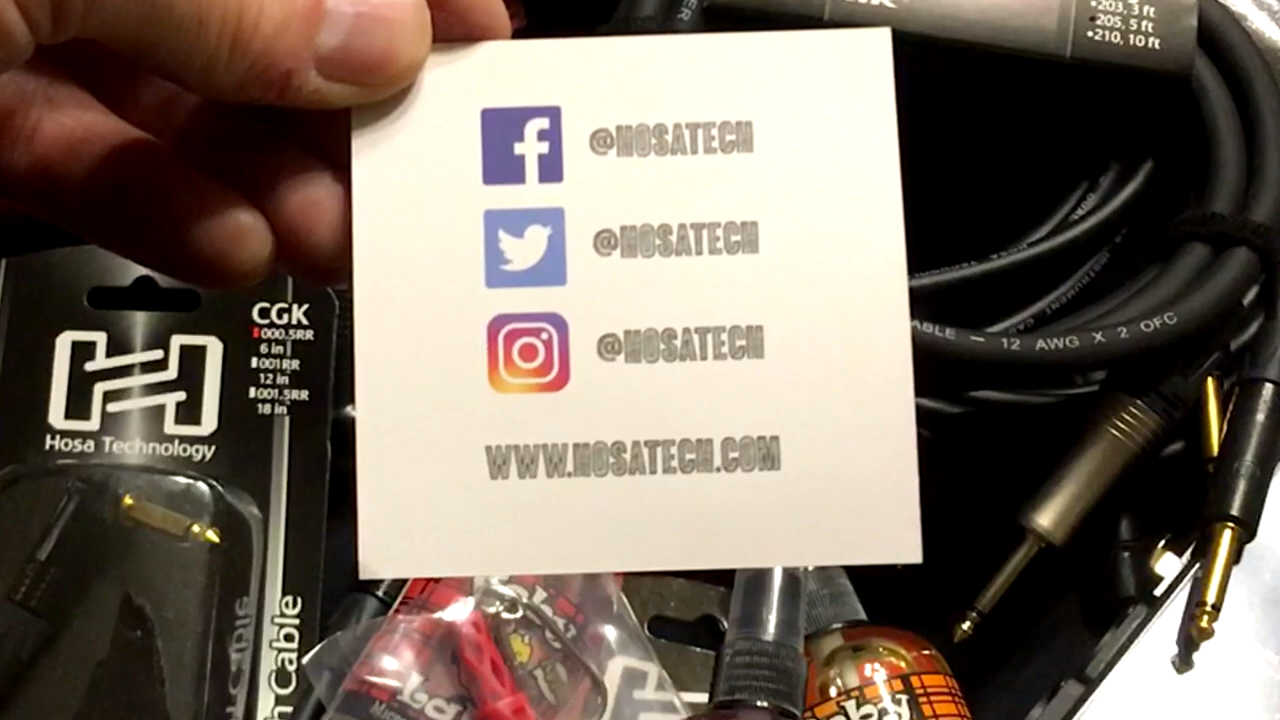 •203, 3 ft
•205, 5 ft
•210, 10 ft
@HOSATECH
@HOSATECH
@HOSATECH
WWW.HOSATECH.COM
CGK
000.5RR
6 in
001RR
12 in
001.5RR
18 in
Hosa Technology
ABLE — 12 AWG X 2 OFC
Cable